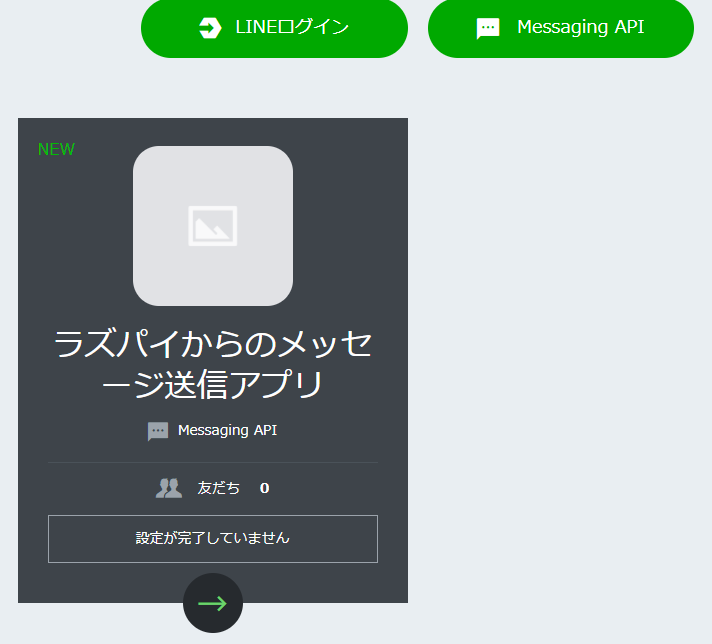 LINEログイン
Messaging API
NEW
ラズパイからのメッセ
ージ送信アプリ
Messaging API
友だち 0
設定が完了していません